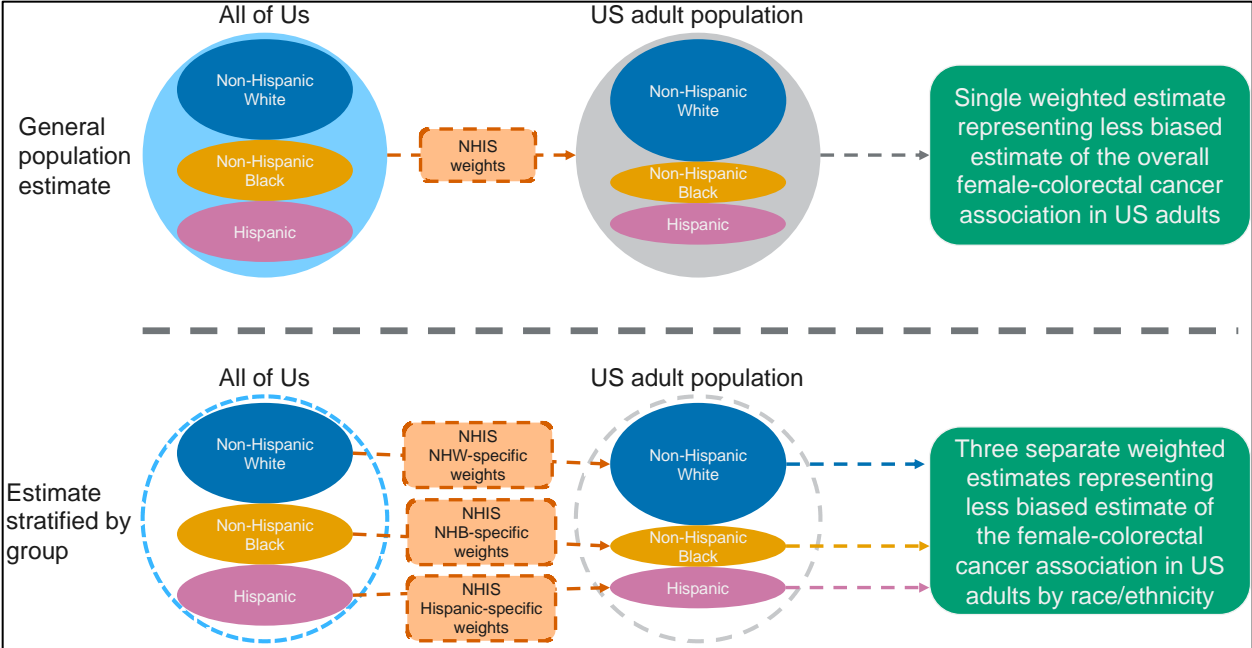 All of Us
US adult population
General
population
estimate
Non-Hispanic
White
Non-Hispanic
Black
Hispanic
NHIS
weights
Non-Hispanic
White
Non-Hispanic
Black
Hispanic
Single weighted estimate
representing less biased
estimate of the overall
female-colorectal cancer
association in US adults
All of Us
US adult population
Estimate
stratified by
group
Non-Hispanic
White
Non-Hispanic
Black
Hispanic
NHIS
NHW-specific
weights
NHIS
NHB-specific
weights
NHIS
Hispanic-specific
weights
Non-Hispanic
White
Non-Hispanic
Black
Hispanic
Three separate weighted
estimates representing
less biased estimate of
the female-colorectal
cancer association in US
adults by race/ethnicity